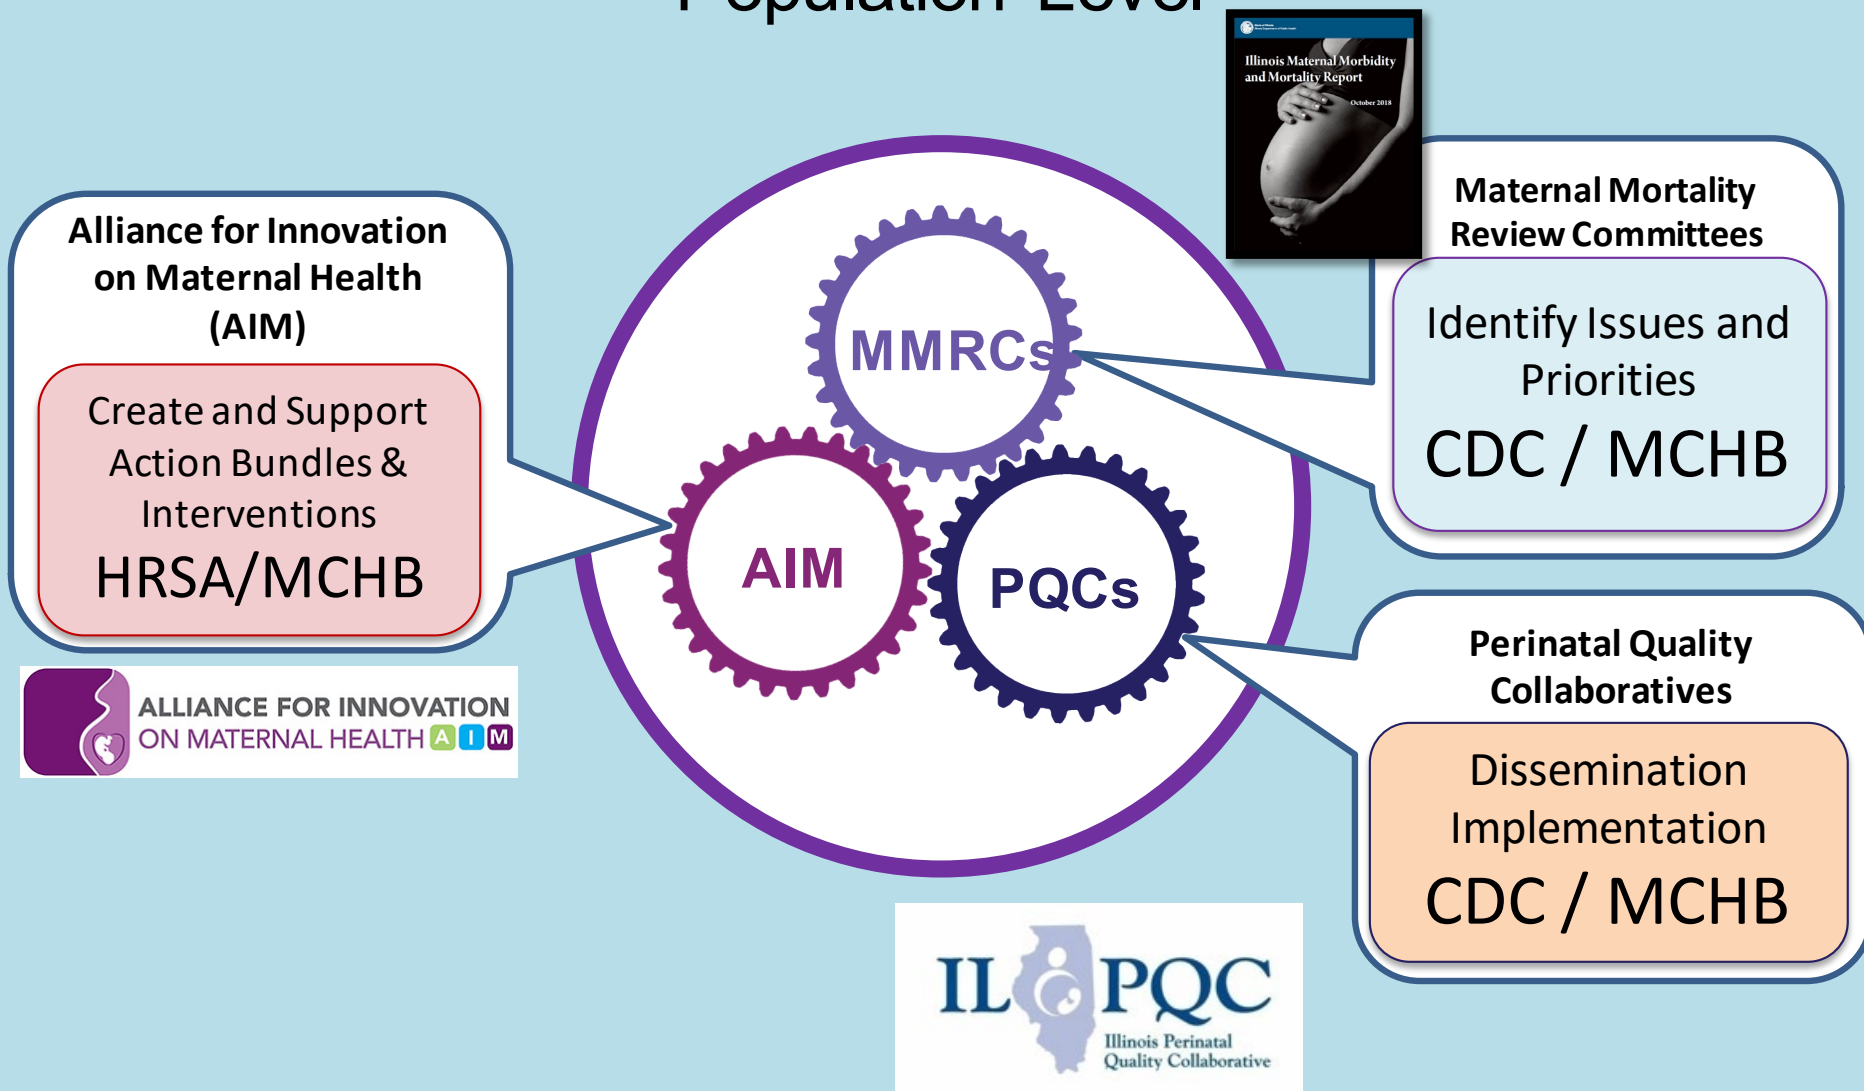 Population Level
Illinois Maternal Morbidity
and Mortality Report
October 2018
Alliance for Innovation
on Maternal Health
(AIM)
Create and Support
Action Bundles &
Interventions
HRSA/MCHB
ALLIANCE FOR INNOVATION
ON MATERNAL HEALTH AIM
MMRCs
AIM
PQCs
Maternal Mortality
Review Committees
Identify Issues and
Priorities
CDC / MCHB
Perinatal Quality
Collaboratives
Dissemination
Implementation
CDC / MCHB
IL PQC
Illinois Perinatal
Quality Collaborative